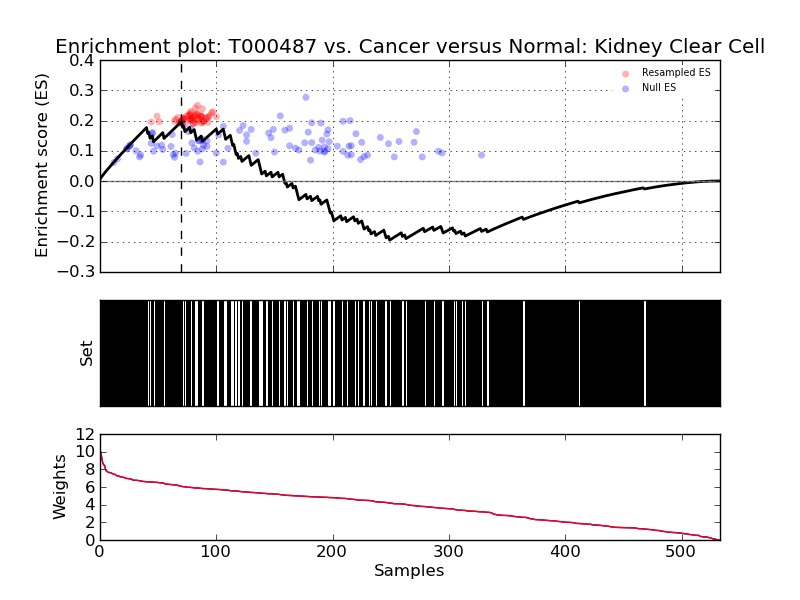 Enrichment plot: T000487 vs. Cancer versus Normal: Kidney Clear Cell
Enrichment score (ES)
0.4
0.3
0.2
0.1
0.0
−0.1
−0.2
−0.3
Resampled ES
Null ES
Set
Weights
12
10
8
6
4
2
0
0 100 200 300 400 500
Samples